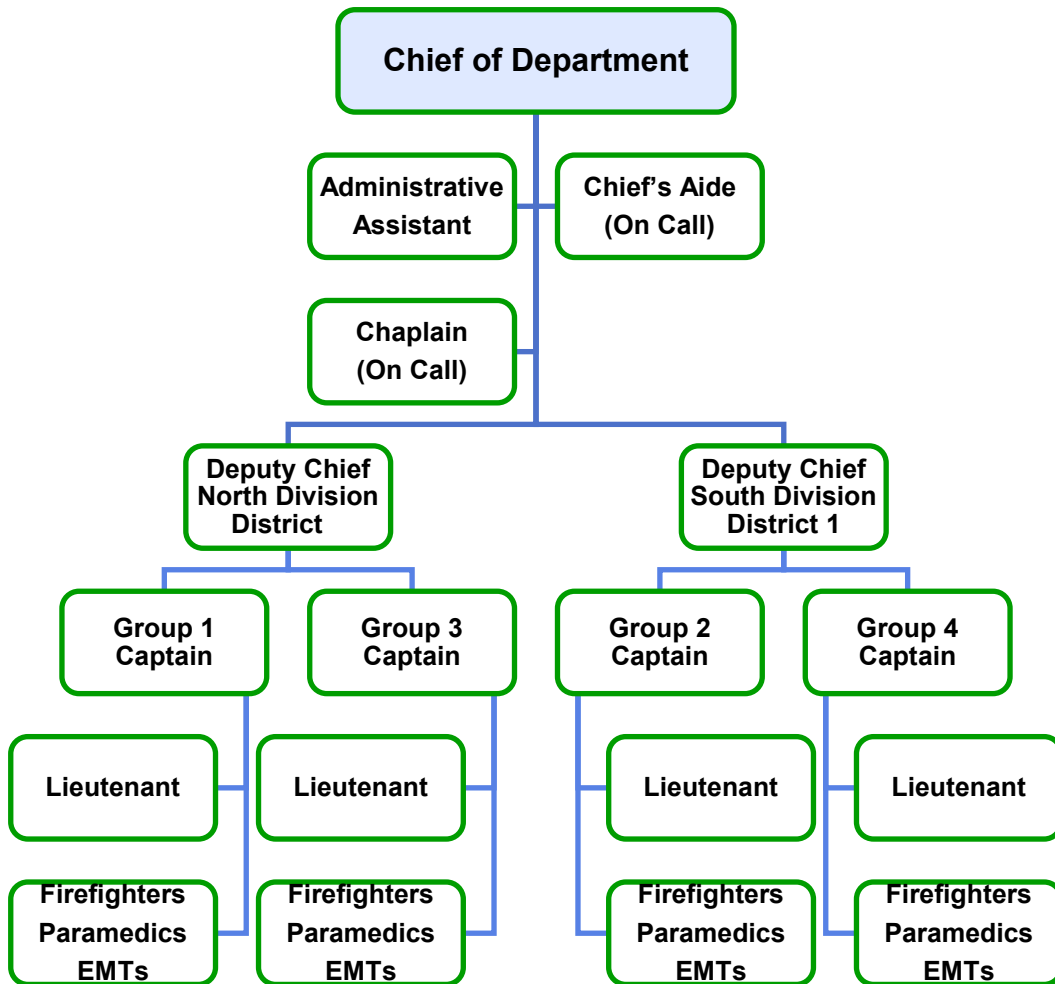 Chief of Department
Administrative
Assistant
Chief’s Aide
(On Call)
Chaplain
(On Call)
Deputy Chief
North Division
District
Deputy Chief
South Division
District 1
Group 1
Captain
Group 3
Captain
Group 2
Captain
Group 4
Captain
Lieutenant
Lieutenant
Lieutenant
Lieutenant
Firefighters
Paramedics
EMTs
Firefighters
Paramedics
EMTs
Firefighters
Paramedics
EMTs
Firefighters
Paramedics
EMTs